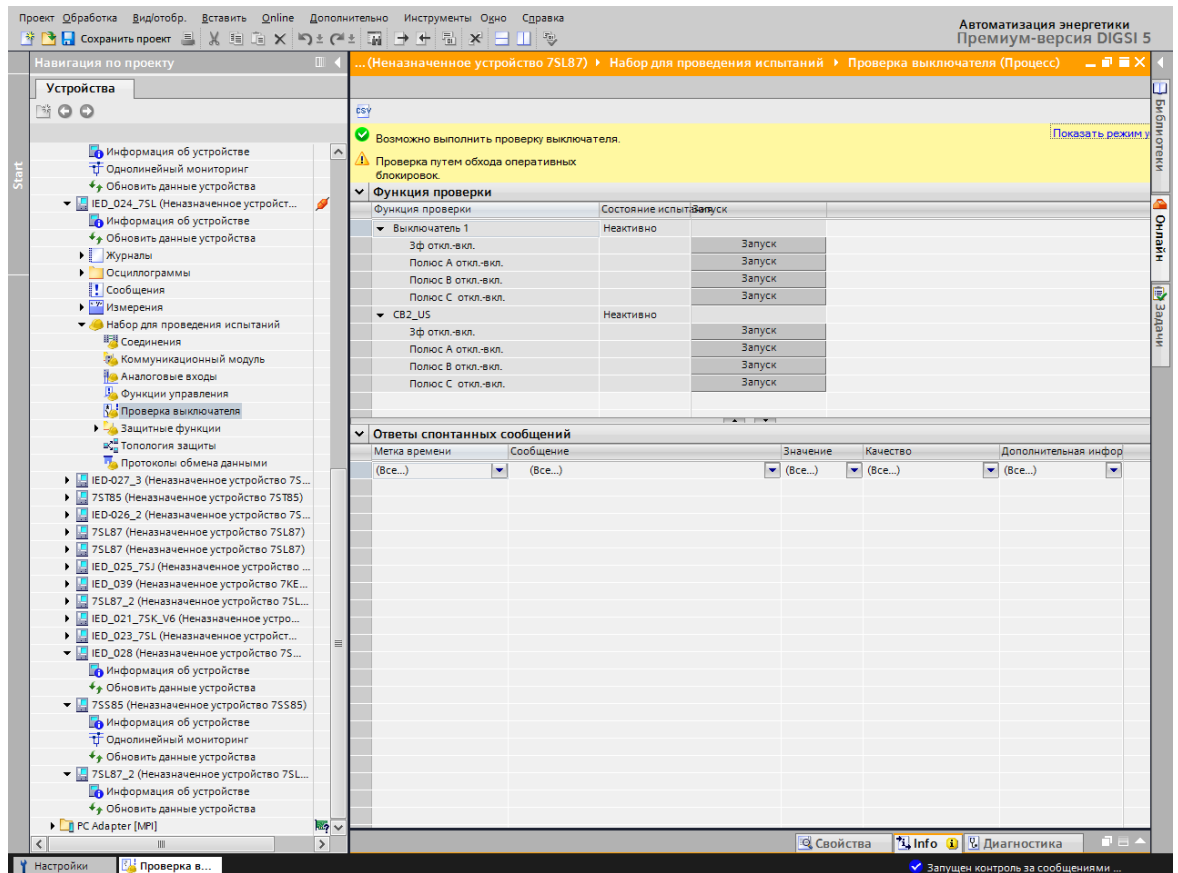 Проект Обработка Вид/отобр. Вставить Online Дополнительно Инструменты Окно Справка
Автоматизация энергетики
Премиум-версия DIGSI 5
Сохранить проект
Навигация по проекту
...(Неназначенное устройство 7SL87) Набор для проведения испытаний Проверка выключателя (Процесс)
Устройства
Start
Информация об устройстве
Однолинейный мониторинг
Обновить данные устройства
IED_024_7SL (Неназначенное устройст...
Информация об устройстве
Обновить данные устройства
Журналы
Осциллограммы
Сообщения
Измерения
Набор для проведения испытаний
Соединения
Коммуникационный модуль
Аналоговые входы
Функции управления
Проверка выключателя
Защитные функции
Топология защиты
Протоколы обмена данными
IED-027_3 (Неназначенное устройство 7S...
7ST85 (Неназначенное устройство 7ST85)
IED-026_2 (Неназначенное устройство 7S...
7SL87 (Неназначенное устройство 7SL87)
7SL87 (Неназначенное устройство 7SL87)
IED_025_7SJ (Неназначенное устройство ...
IED_039 (Неназначенное устройство 7KE...
7SL87_2 (Неназначенное устройство 7SL...
IED_021_7SK_V6 (Неназначенное устро...
IED_023_7SL (Неназначенное устройст...
IED_028 (Неназначенное устройство 7S...
Информация об устройстве
Обновить данные устройства
7SS85 (Неназначенное устройство 7SS85)
Информация об устройстве
Однолинейный мониторинг
Обновить данные устройства
7SL87_2 (Неназначенное устройство 7SL...
Информация об устройстве
Обновить данные устройства
PC Adapter [MPI]
CSV
Возможно выполнить проверку выключателя.
Показать режим у
Проверка путем обхода оперативных
блокировок.
Функция проверки
Функция проверки Состояние испыта Запуск
Выключатель 1 Неактивно
3ф откл.-вкл. Запуск
Полюс А откл.-вкл. Запуск
Полюс В откл.-вкл. Запуск
Полюс С откл.-вкл. Запуск
CB2_US Неактивно
3ф откл.-вкл. Запуск
Полюс А откл.-вкл. Запуск
Полюс В откл.-вкл. Запуск
Полюс С откл.-вкл. Запуск
Ответы спонтанных сообщений
Метка времени Сообщение Значение Качество Дополнительная инфор
(Все...) (Все...) (Все...) (Все...) (Все...)
Библиотеки
Онлайн
Задачи
Свойства Info Диагностика
Настройки Проверка в... Запущен контроль за сообщениями ...